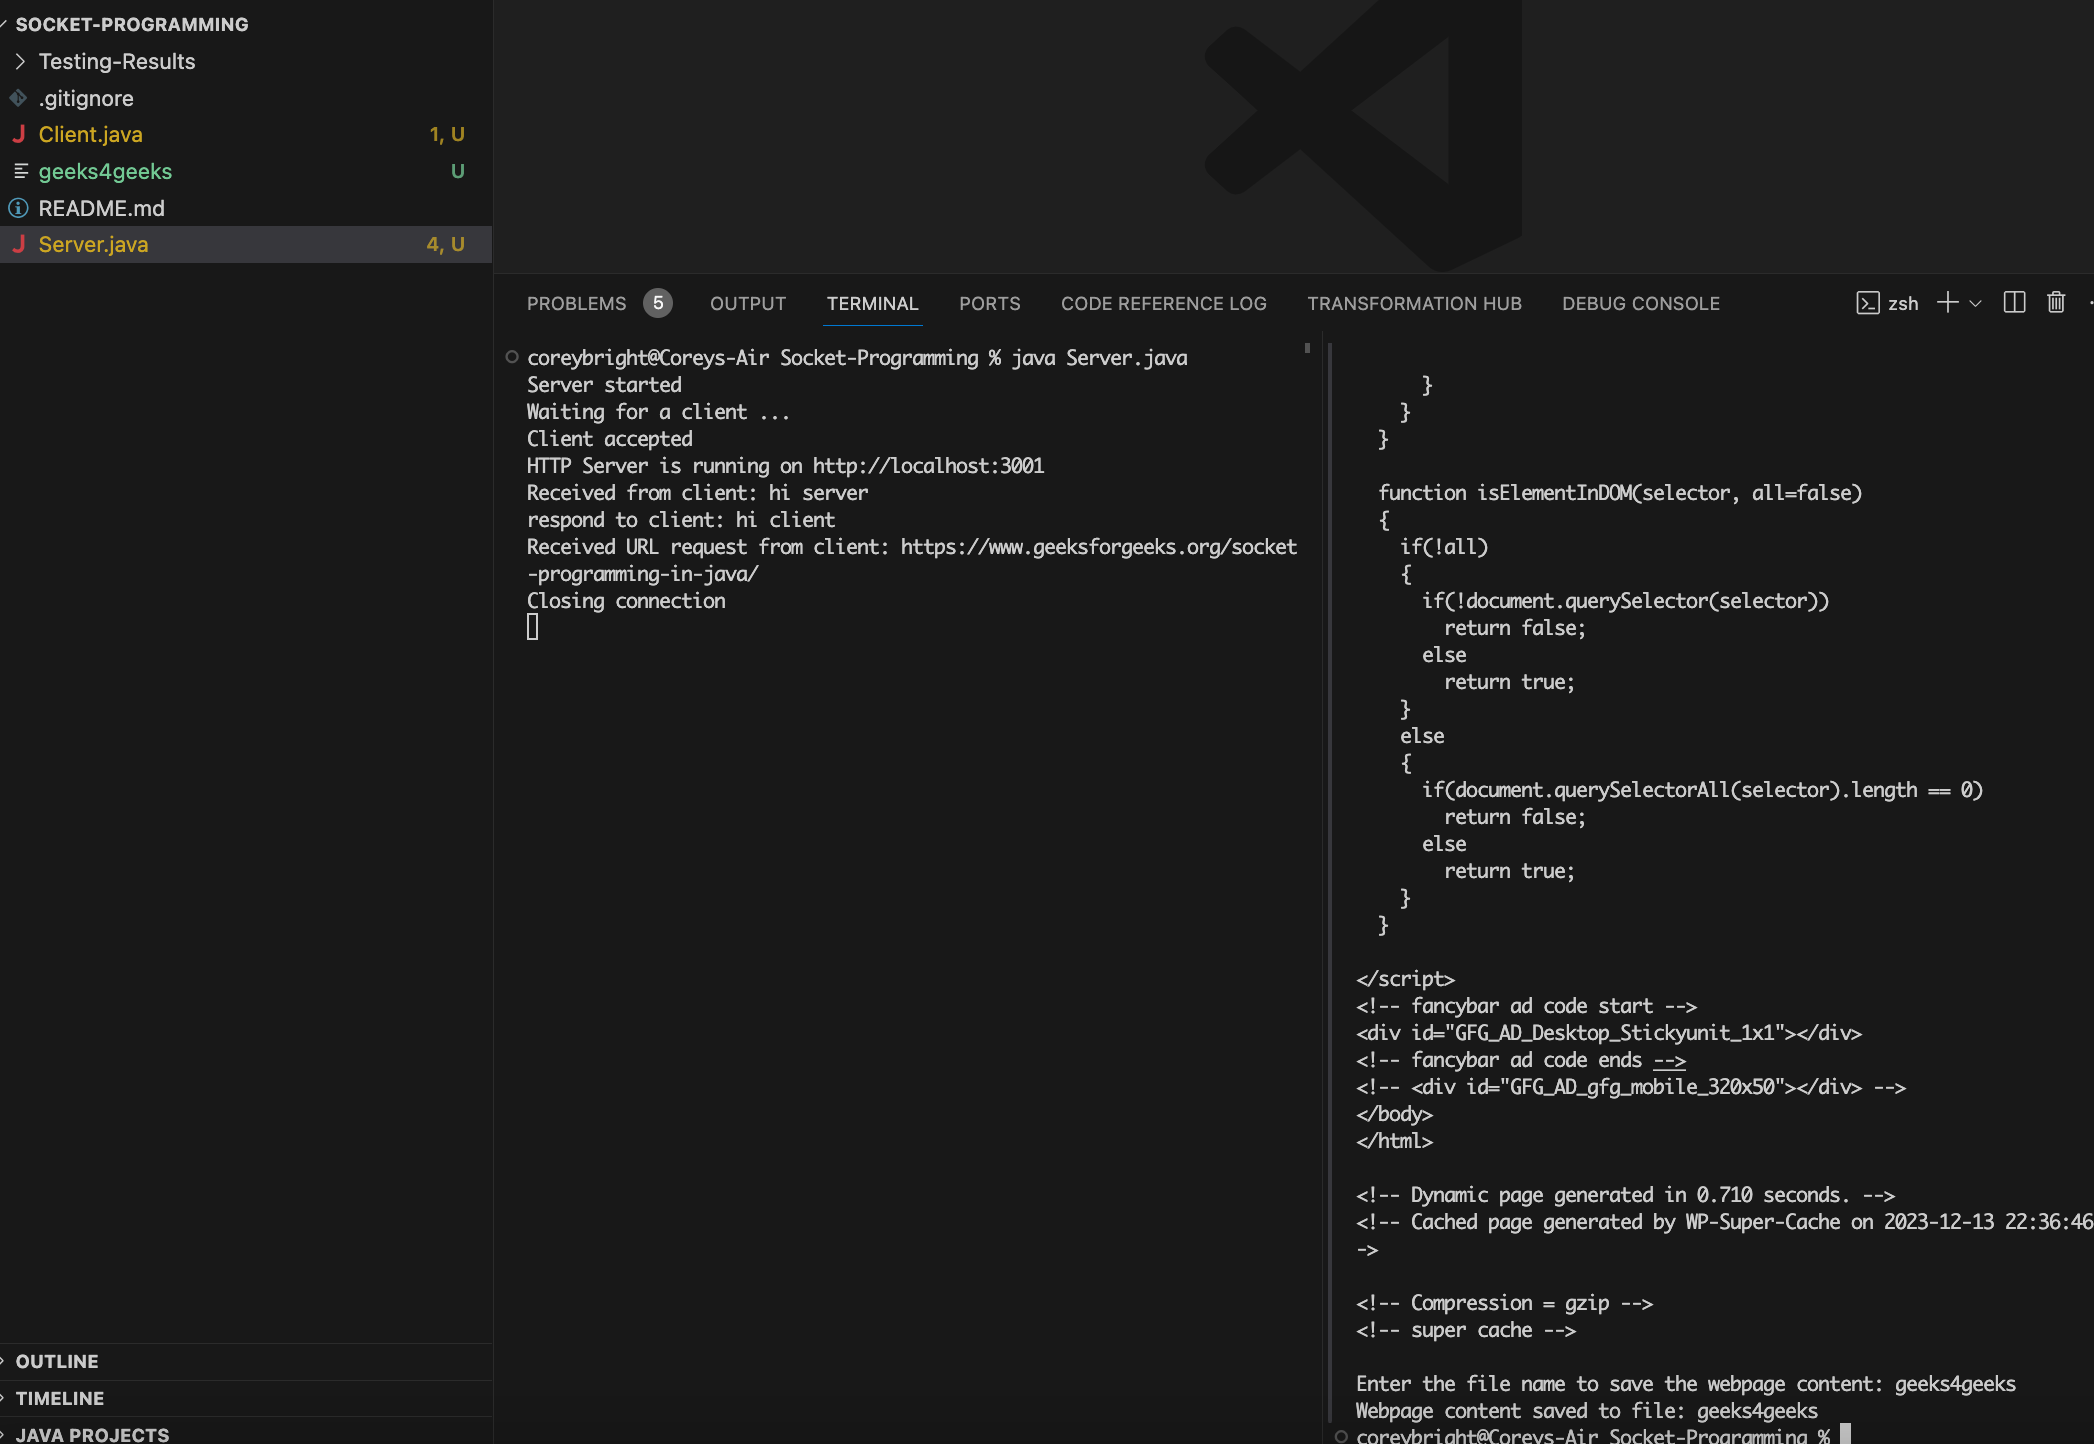 SOCKET-PROGRAMMING
Testing-Results
.gitignore
Client.java 1, U
geeks4geeks U
README.md
Server.java 4, U
OUTLINE
TIMELINE
JAVA PROJECTS
PROBLEMS 5 OUTPUT TERMINAL PORTS CODE REFERENCE LOG TRANSFORMATION HUB DEBUG CONSOLE zsh
coreybright@Coreys-Air Socket-Programming % java Server.java
Server started
Waiting for a client ...
Client accepted
HTTP Server is running on http://localhost:3001
Received from client: hi server
respond to client: hi client
Received URL request from client: https://www.geeksforgeeks.org/socket
-programming-in-java/
Closing connection
}
}
}
function isElementInDOM(selector, all=false)
{
if(!all)
{
if(!document.querySelector(selector))
return false;
else
return true;
}
else
{
if(document.querySelectorAll(selector).length == 0)
return false;
else
return true;
}
}
</script>
<!-- fancybar ad code start -->
<div id="GFG_AD_Desktop_Stickyunit_1x1"></div>
<!-- fancybar ad code ends -->
<!-- <div id="GFG_AD_gfg_mobile_320x50"></div> -->
</body>
</html>
<!-- Dynamic page generated in 0.710 seconds. -->
<!-- Cached page generated by WP-Super-Cache on 2023-12-13 22:36:46
->
<!-- Compression = gzip -->
<!-- super cache -->
Enter the file name to save the webpage content: geeks4geeks
Webpage content saved to file: geeks4geeks
coreybright@Coreys-Air Socket-Programming %